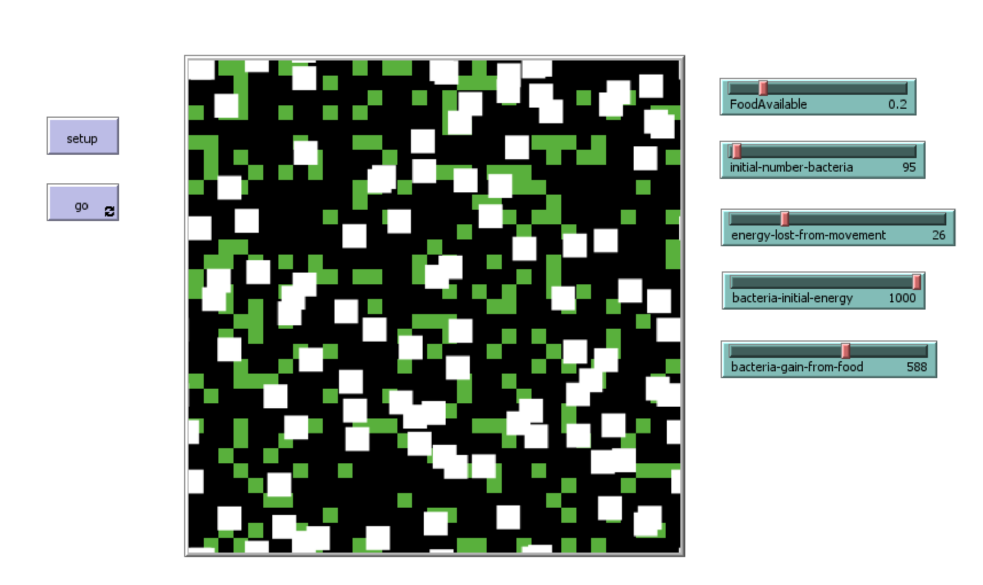 setup
go
FoodAvailable 0.2
initial-number-bacteria 95
energy-lost-from-movement 26
bacteria-initial-energy 1000
bacteria-gain-from-food 588